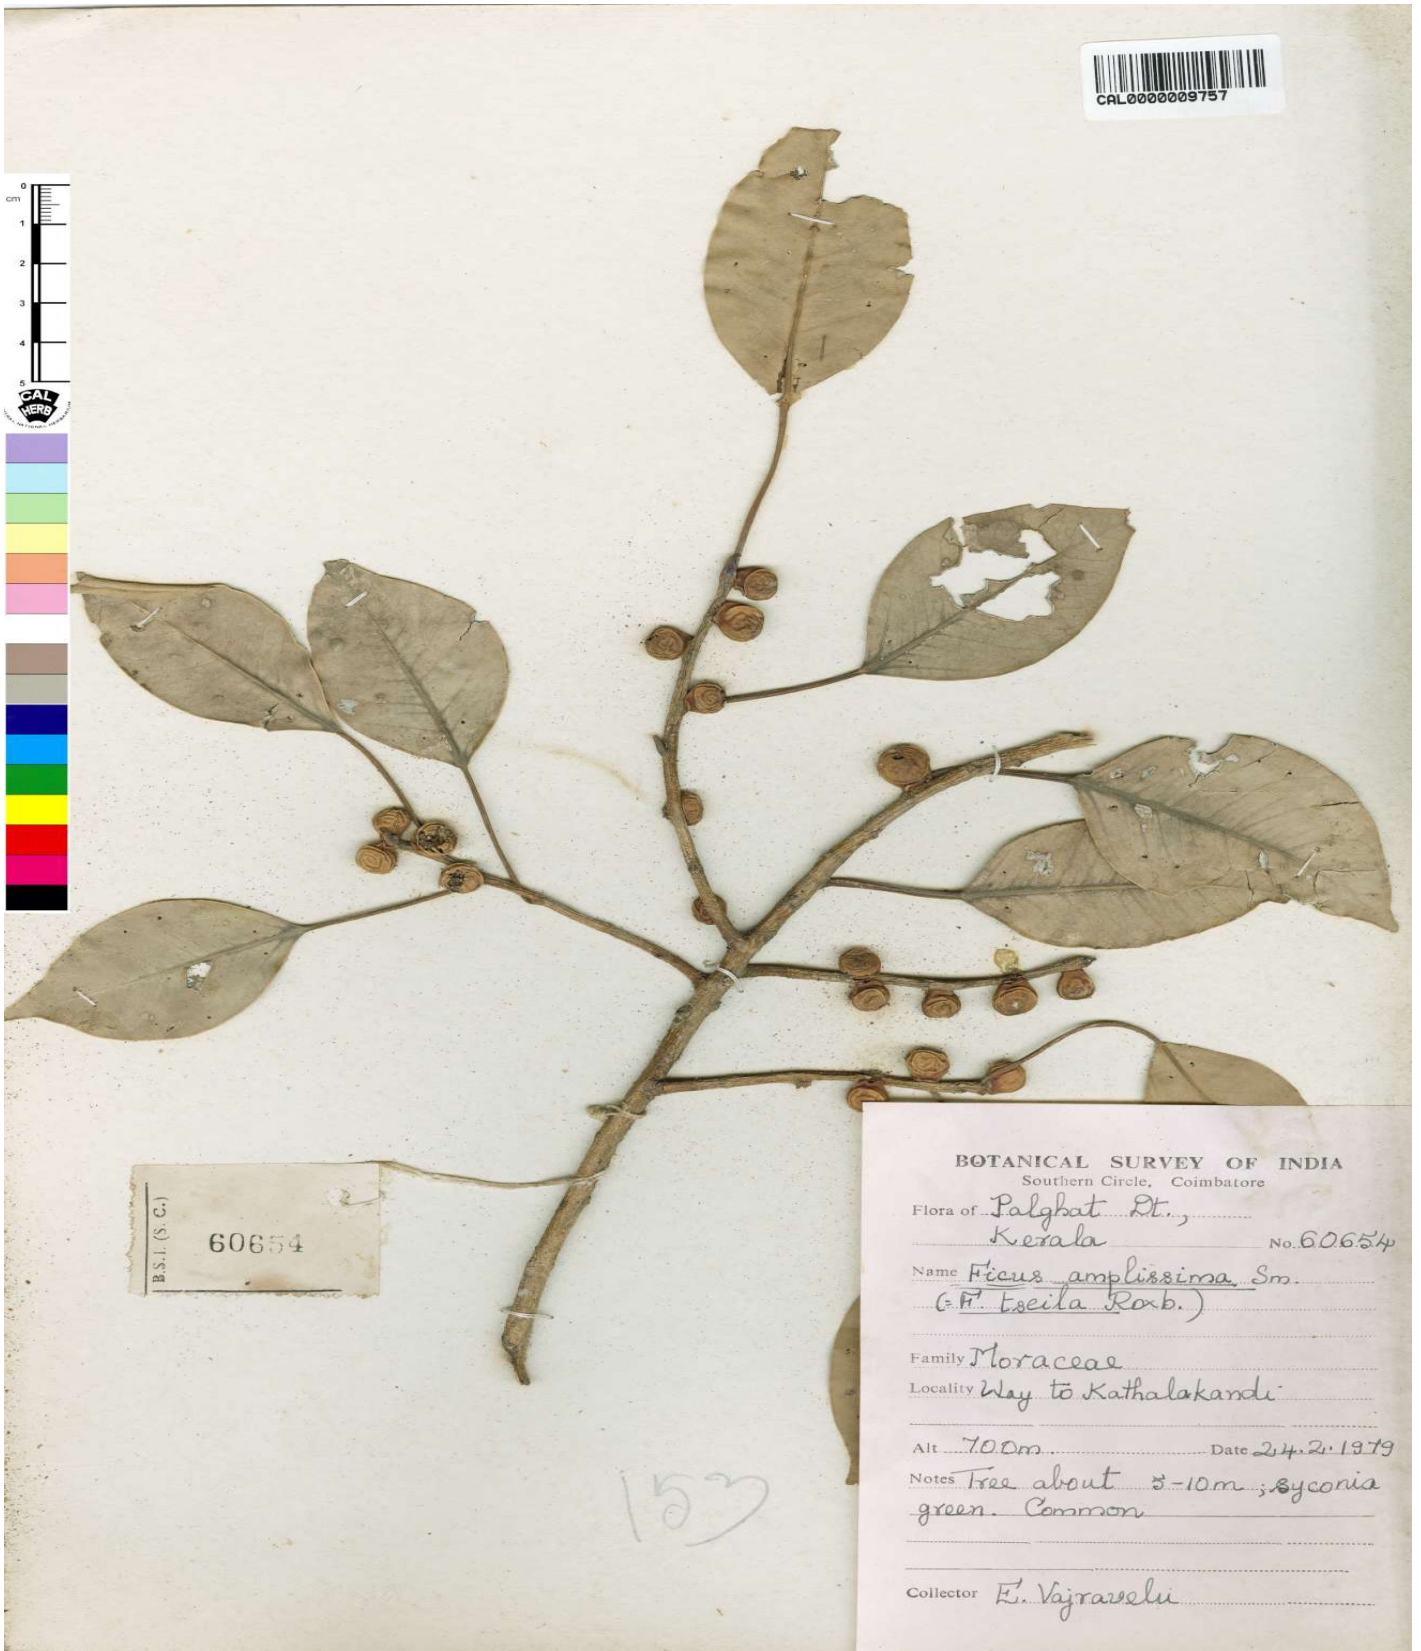 CAL0000009757
0
cm
1
2
3
4
5
CAL
HERB
B.S.I. (S. C.)
60654
153
BOTANICAL SURVEY OF INDIA
Southern Circle, Coimbatore
Flora of Palghat Dt.,
Kerala No. 60654
Name Ficus amplissima Sm.
(= F. tseila Roxb.)
Family Moraceae
Locality Way to Kathalakandi
Alt 700m. Date 24.2.1979
Notes Tree about 5-10m ; syconia
green. Common
Collector E. Vajravelu